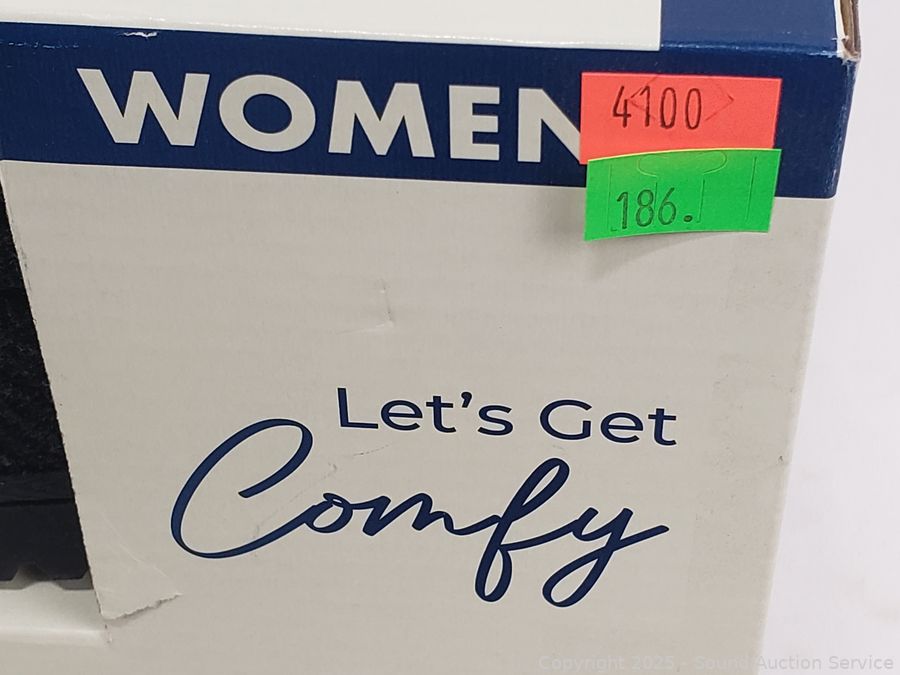 WOMEN
4100
186.
Let's Get
Comfy
Copyright 2025 - Sound Auction Service